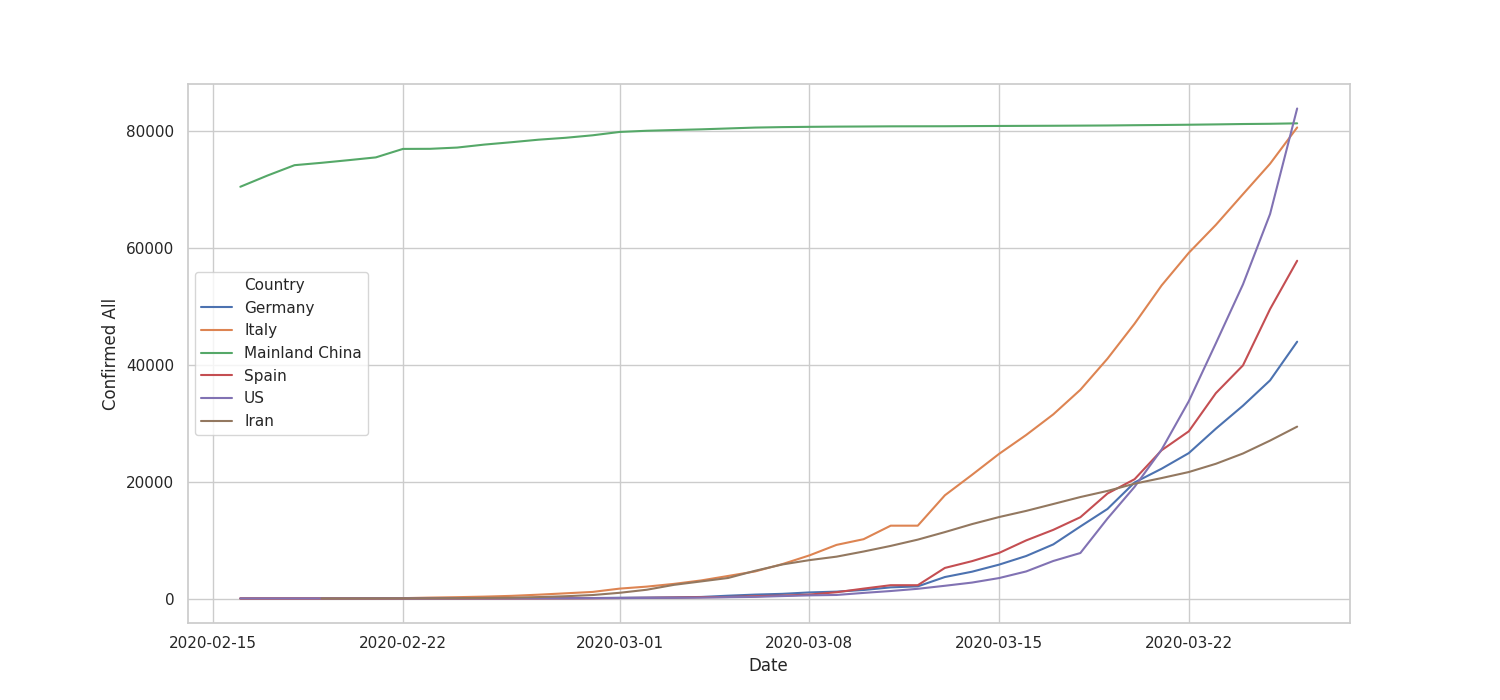 80000
60000
40000
20000
0
Confirmed All
Country
Germany
Italy
Mainland China
Spain
US
Iran
2020-02-15
2020-02-22
2020-03-01
2020-03-08
2020-03-15
2020-03-22
Date